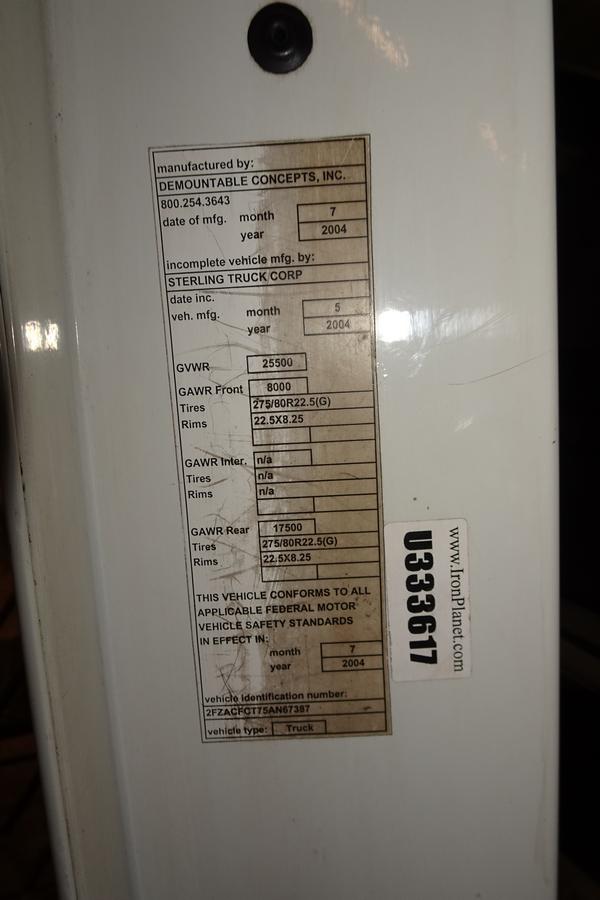 manufactured by:
DEMOUNTABLE CONCEPTS, INC.
800.254.3643
date of mfg. month 7
year 2004
incomplete vehicle mfg. by:
STERLING TRUCK CORP
date inc.
veh. mfg. month 5
year 2004
GVWR 25500
GAWR Front 8000
Tires 275/80R22.5(G)
Rims 22.5X8.25
GAWR Inter. n/a
Tires n/a
Rims n/a
GAWR Rear 17500
Tires 275/80R22.5(G)
Rims 22.5X8.25
THIS VEHICLE CONFORMS TO ALL
APPLICABLE FEDERAL MOTOR
VEHICLE SAFETY STANDARDS
IN EFFECT IN:
month 7
year 2004
vehicle identification number:
2FZACFCT75AN67387
vehicle type: Truck
www.IronPlanet.com
U333617